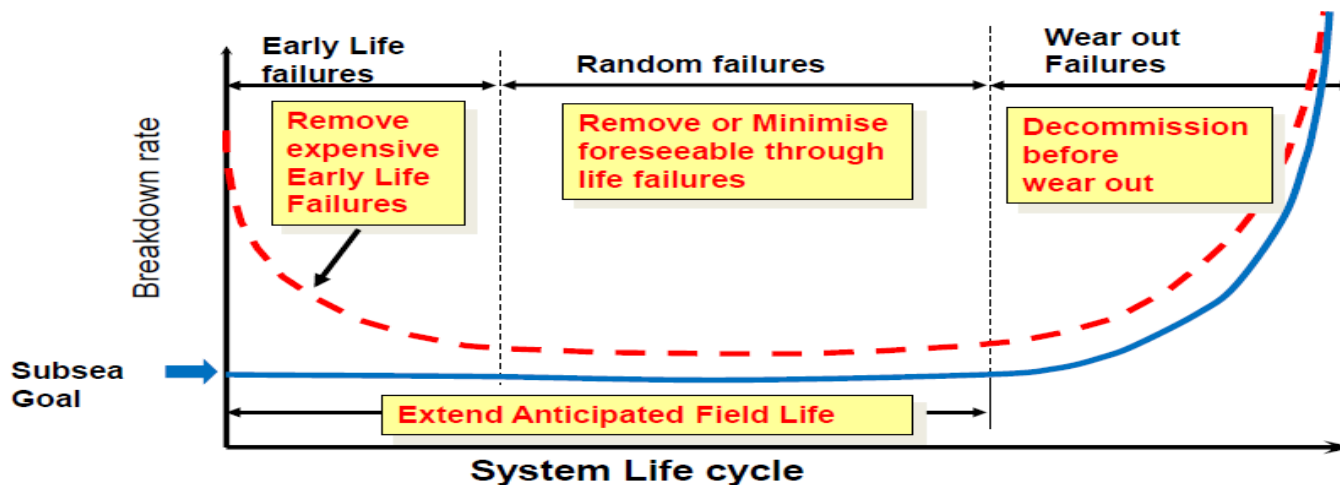 Early Life
failures
Random failures
Wear out
Failures
Remove
expensive
Early Life
Failures
Remove or Minimise
foreseeable through
life failures
Decommission
before
wear out
Breakdown rate
Subsea
Goal
Extend Anticipated Field Life
System Life cycle